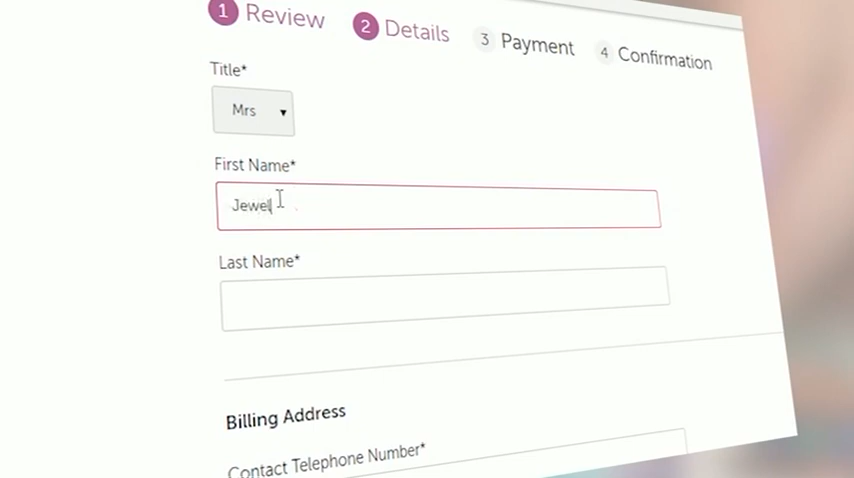 1 Review 2 Details 3 Payment 4 Confirmation
Title*
Mrs
First Name*
Jewel
Last Name*
Billing Address
Contact Telephone Number*